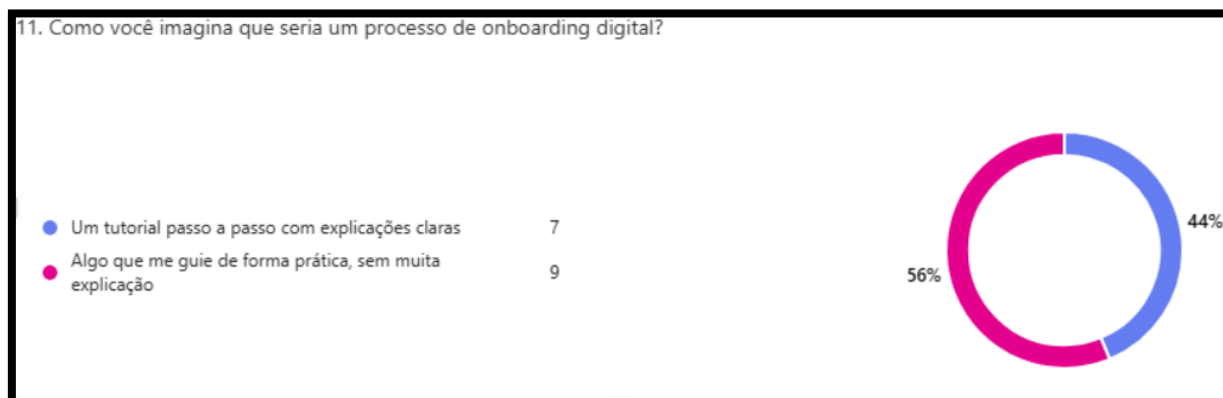 11. Como você imagina que seria um processo de onboarding digital?
Um tutorial passo a passo com explicações claras 7
Algo que me guie de forma prática, sem muita
explicação 9
44%
56%